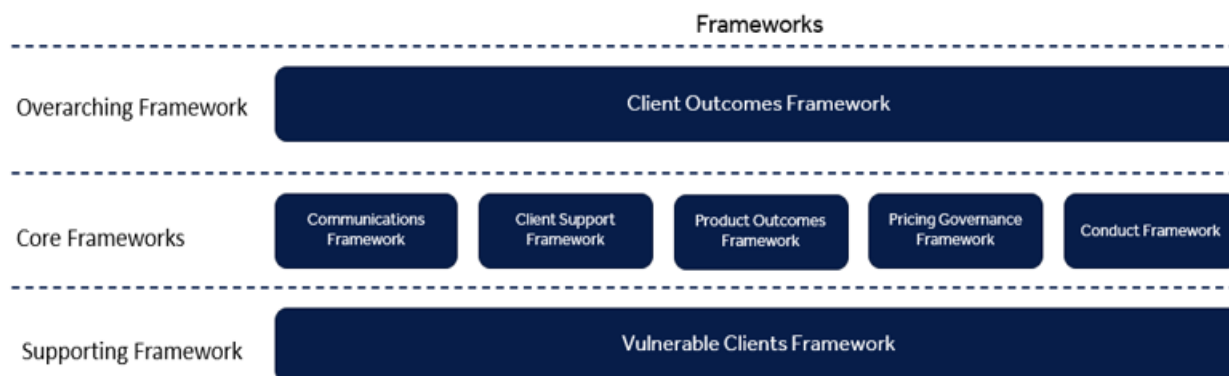 Frameworks
Overarching Framework
Client Outcomes Framework
Core Frameworks
Communications
Framework
Client Support
Framework
Product Outcomes
Framework
Pricing Governance
Framework
Conduct Framework
Supporting Framework
Vulnerable Clients Framework